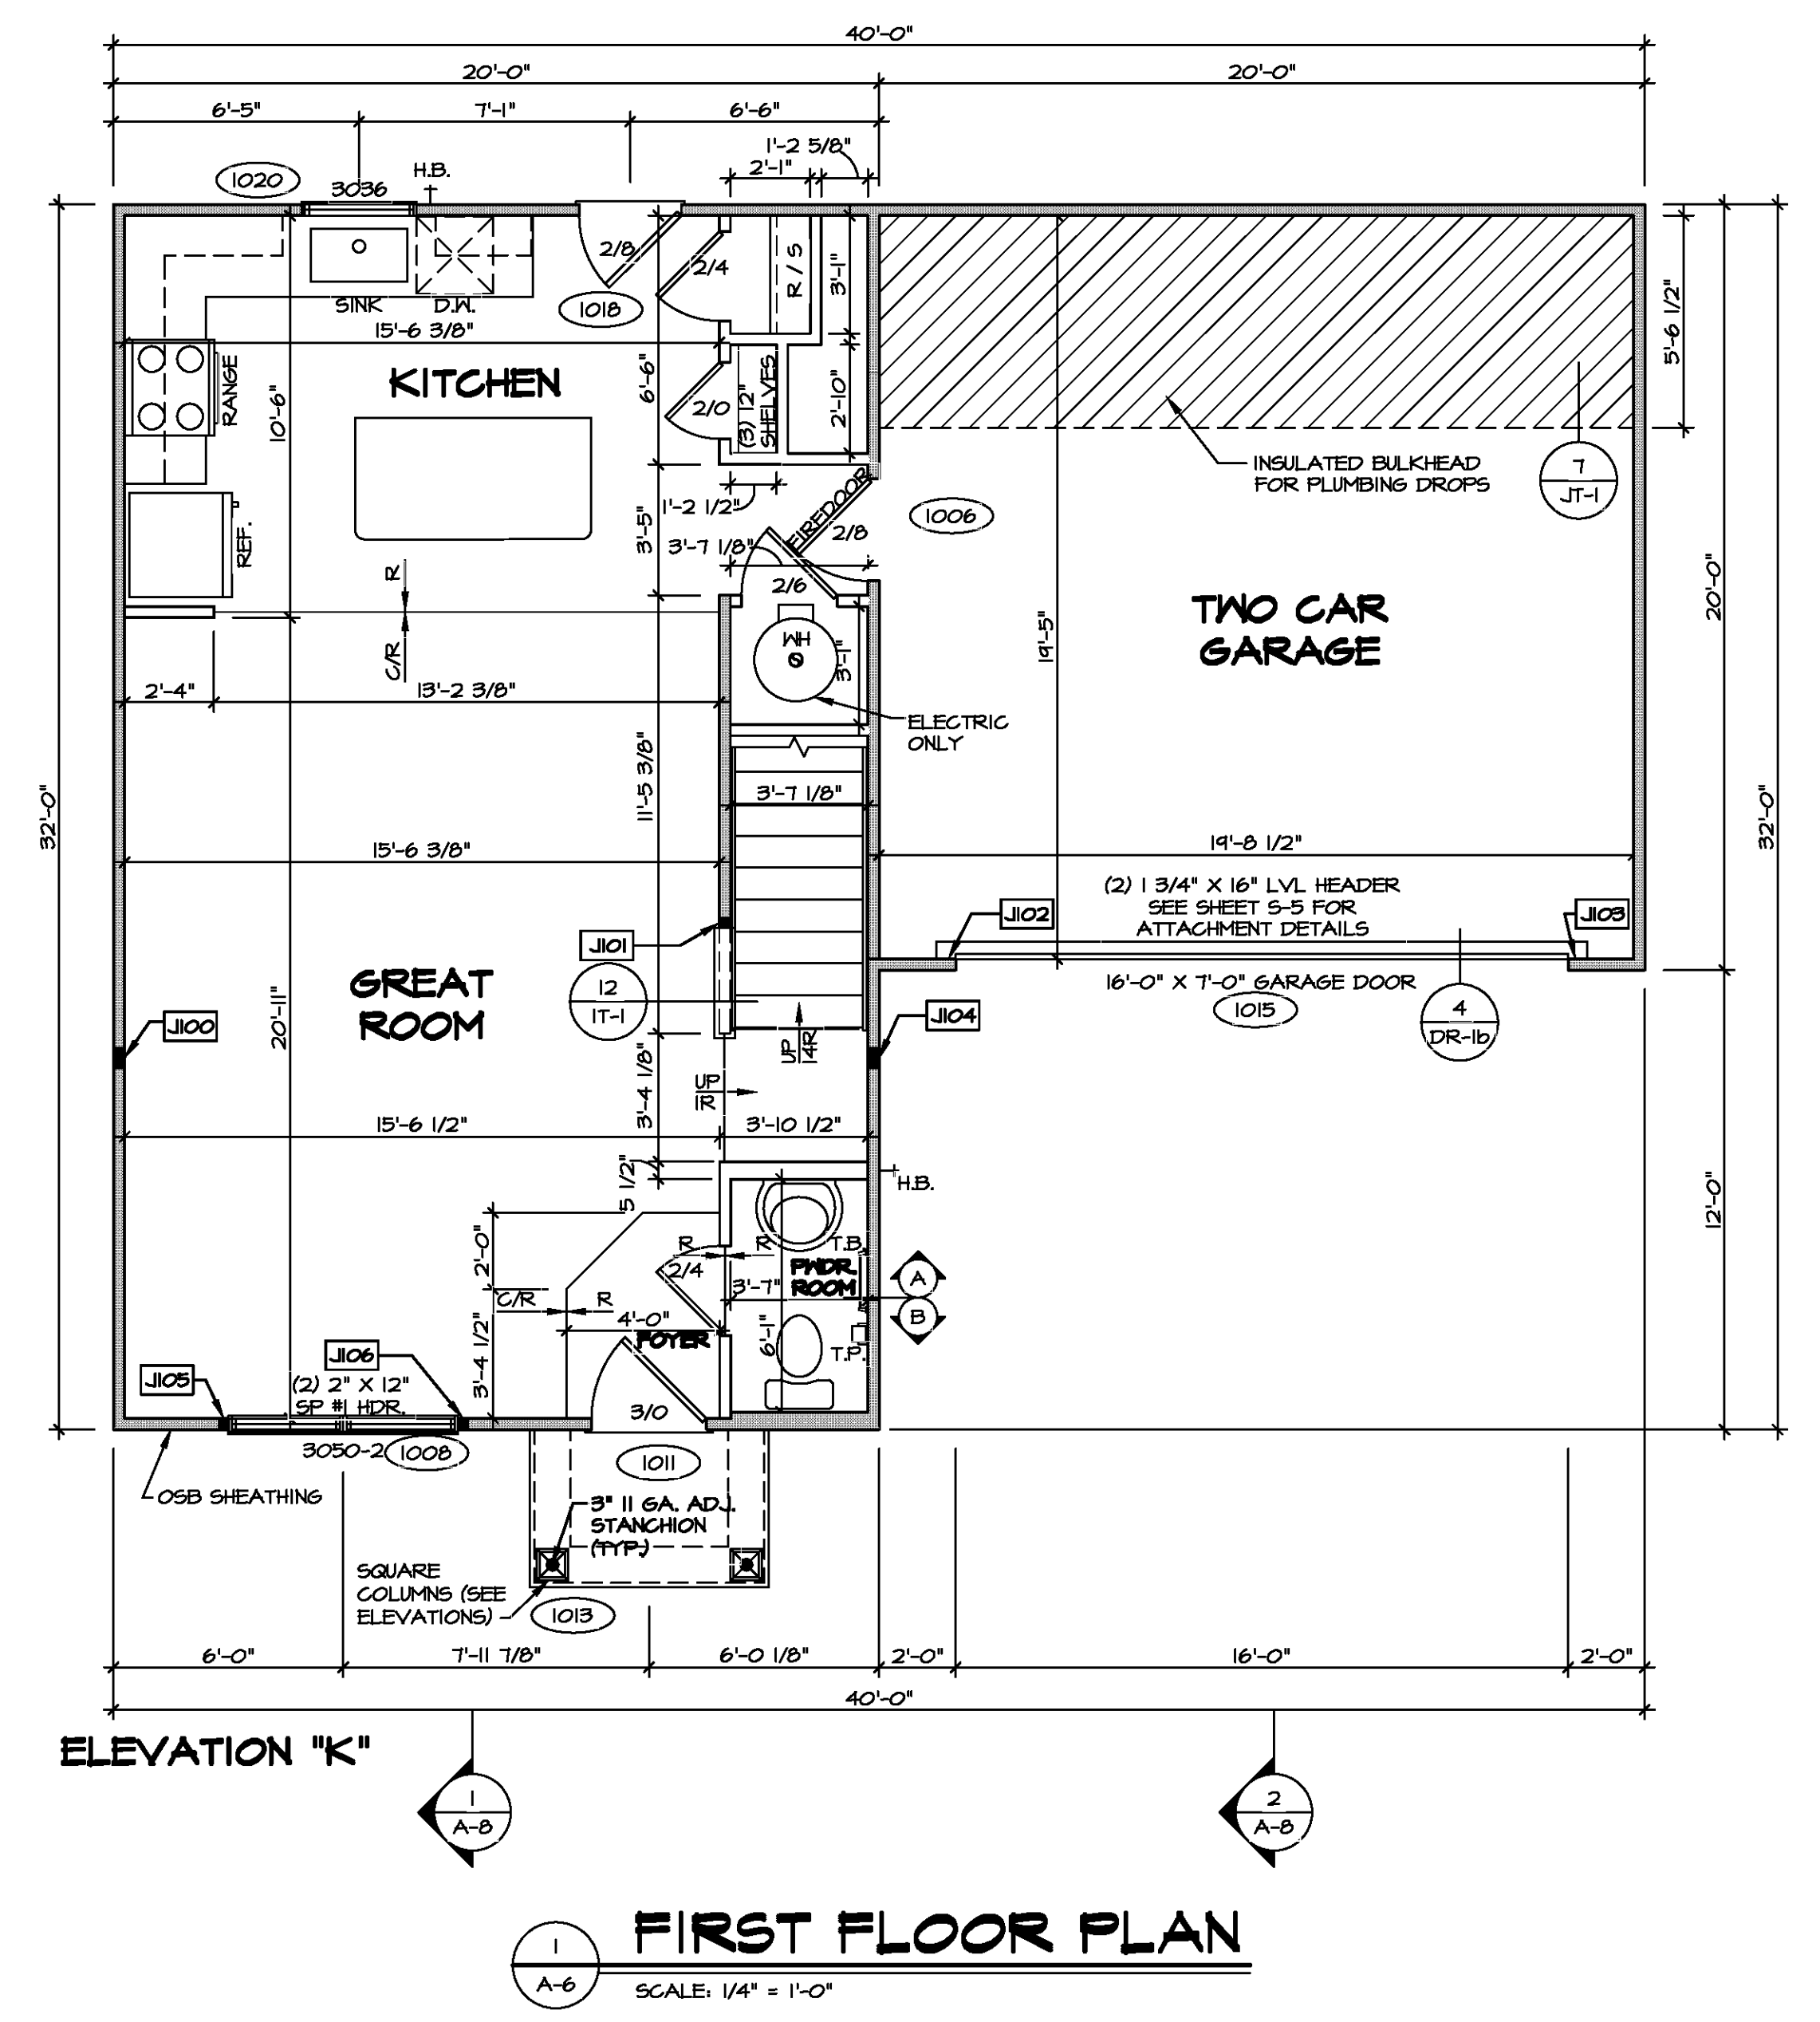 40'-0"
20'-0"
20'-0"
6'-5"
7'-1"
6'-6"
1'-2 5/8"
2'-1"
1020
3036
H.B.
2/8
2/4
R / S
3'-1"
1018
SINK
D.W.
15'-6 3/8"
5'-6 1/2"
RANGE
KITCHEN
10'-6"
6'-6"
2/0
(3) 12"
SHELVES
2'-10"
INSULATED BULKHEAD
FOR PLUMBING DROPS
7
JT-1
1'-2 1/2"
FIREDOOR
2/8
1006
REF.
3'-5"
3'-7 1/8"
2/6
R
C/R
TWO CAR
GARAGE
20'-0"
19'-5"
WH
3'-1"
2'-4"
13'-2 3/8"
ELECTRIC
ONLY
32'-0"
32'-0"
11'-5 3/8"
3'-7 1/8"
15'-6 3/8"
19'-8 1/2"
(2) 1 3/4" X 16" LVL HEADER
SEE SHEET S-5 FOR
ATTACHMENT DETAILS
J102
J103
J101
GREAT
ROOM
12
IT-1
16'-0" X 7'-0" GARAGE DOOR
1015
4
DR-1b
J100
J104
20'-11"
UP
14R
UP
1R
3'-4 1/8"
15'-6 1/2"
3'-10 1/2"
5 1/2"
H.B.
12'-0"
2'-0"
R
R
T.B.
2/4
PWDR.
ROOM
3'-7"
A
B
C/R
R
4'-0"
FOYER
6'-1"
T.P.
3'-4 1/2"
J106
J105
(2) 2" X 12"
SP #1 HDR.
3/0
3050-2
1008
1011
OSB SHEATHING
3" 11 GA. ADJ.
STANCHION
(TYP.)
SQUARE
COLUMNS (SEE
ELEVATIONS)
1013
6'-0"
7'-11 7/8"
6'-0 1/8"
2'-0"
16'-0"
2'-0"
40'-0"
ELEVATION "K"
1
A-8
2
A-8
1
A-6
FIRST FLOOR PLAN
SCALE: 1/4" = 1'-0"